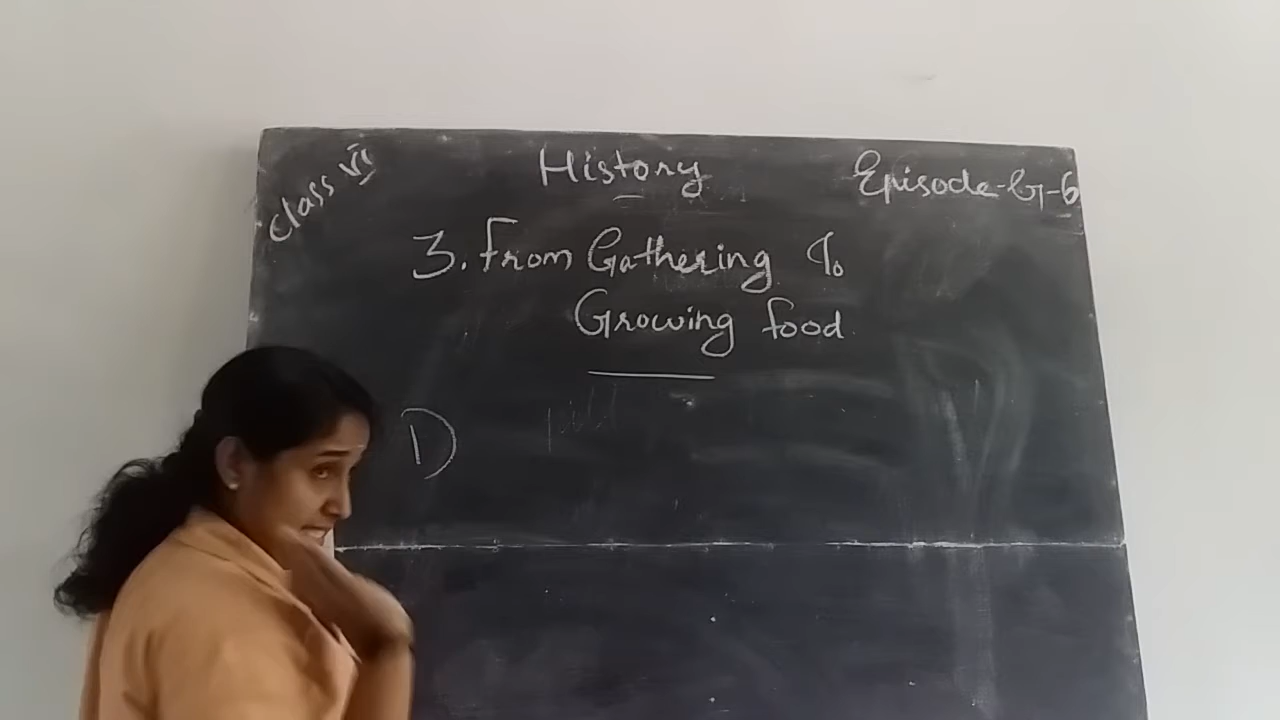 Class VI
History
Episode-G-6
3. From Gathering To
Growing food
D